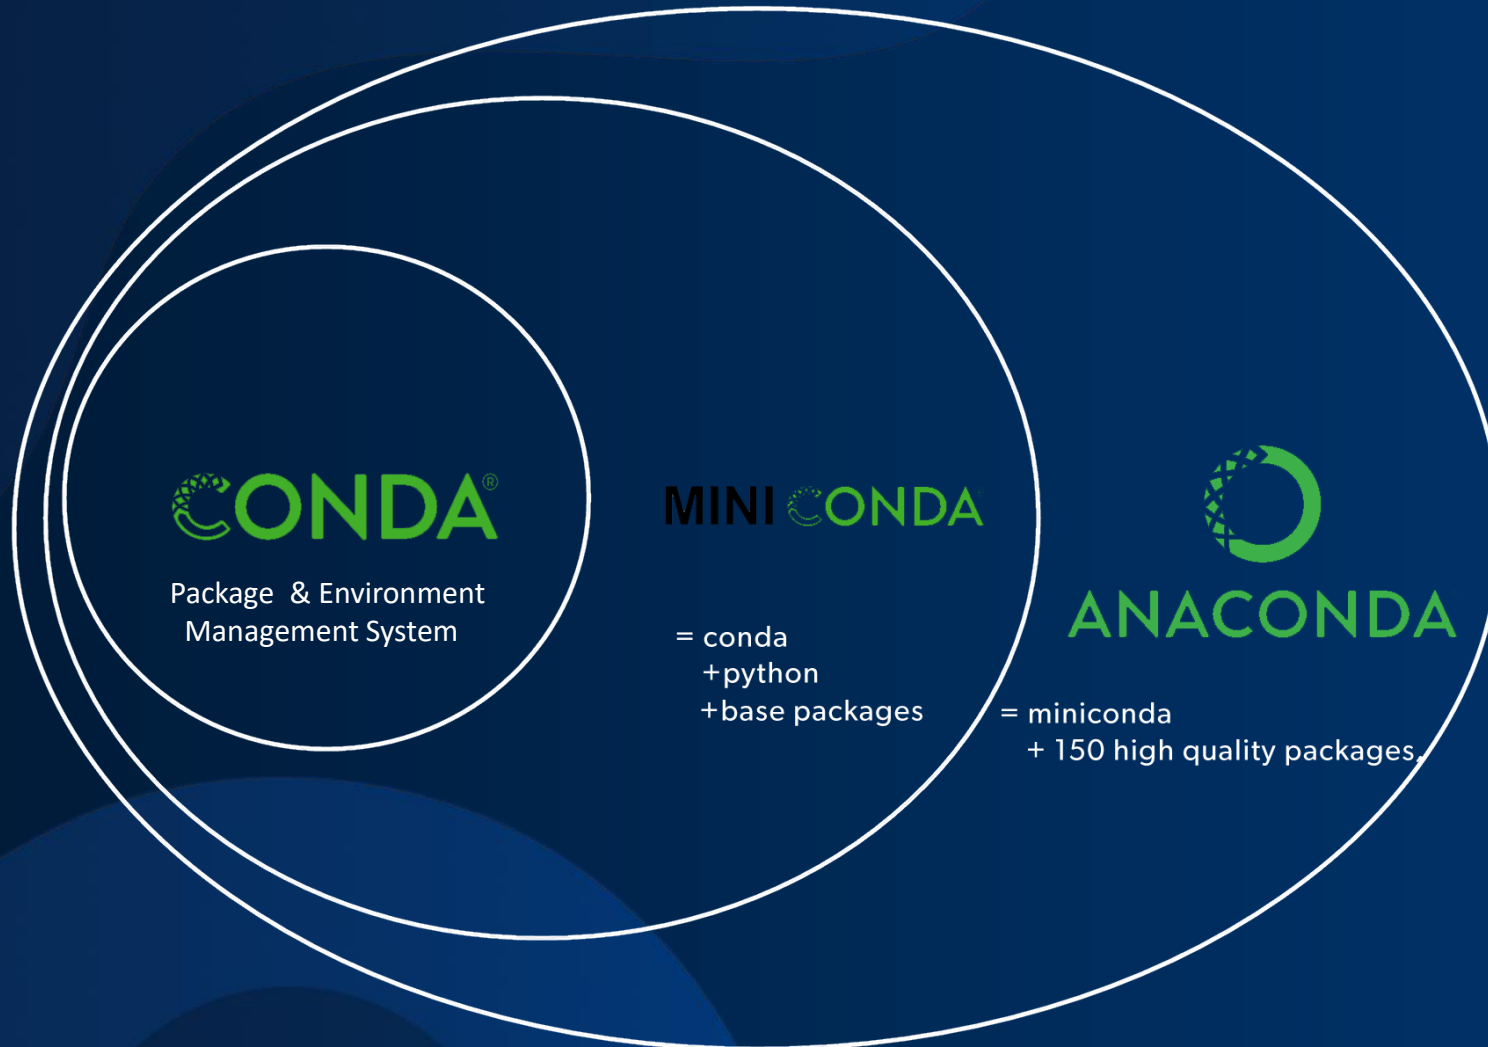 CONDA®
Package & Environment
Management System
MINI CONDA
= conda
+python
+base packages
ANACONDA
= miniconda
+ 150 high quality packages,